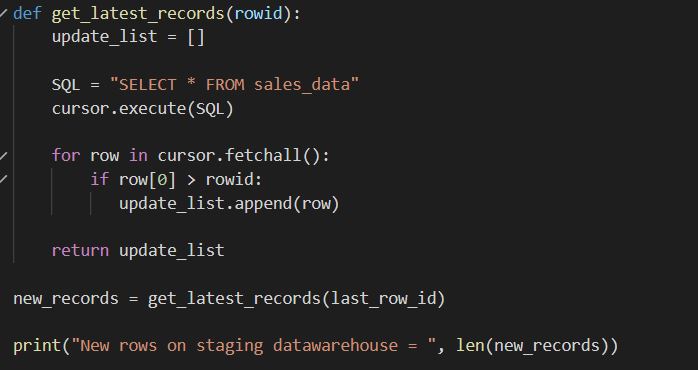 def get_latest_records(rowid):
    update_list = []
    SQL = "SELECT * FROM sales_data"
    cursor.execute(SQL)
    for row in cursor.fetchall():
        if row[0] > rowid:
           update_list.append(row)
    return update_list
new_records = get_latest_records(last_row_id)
print("New rows on staging datawarehouse = ", len(new_records))